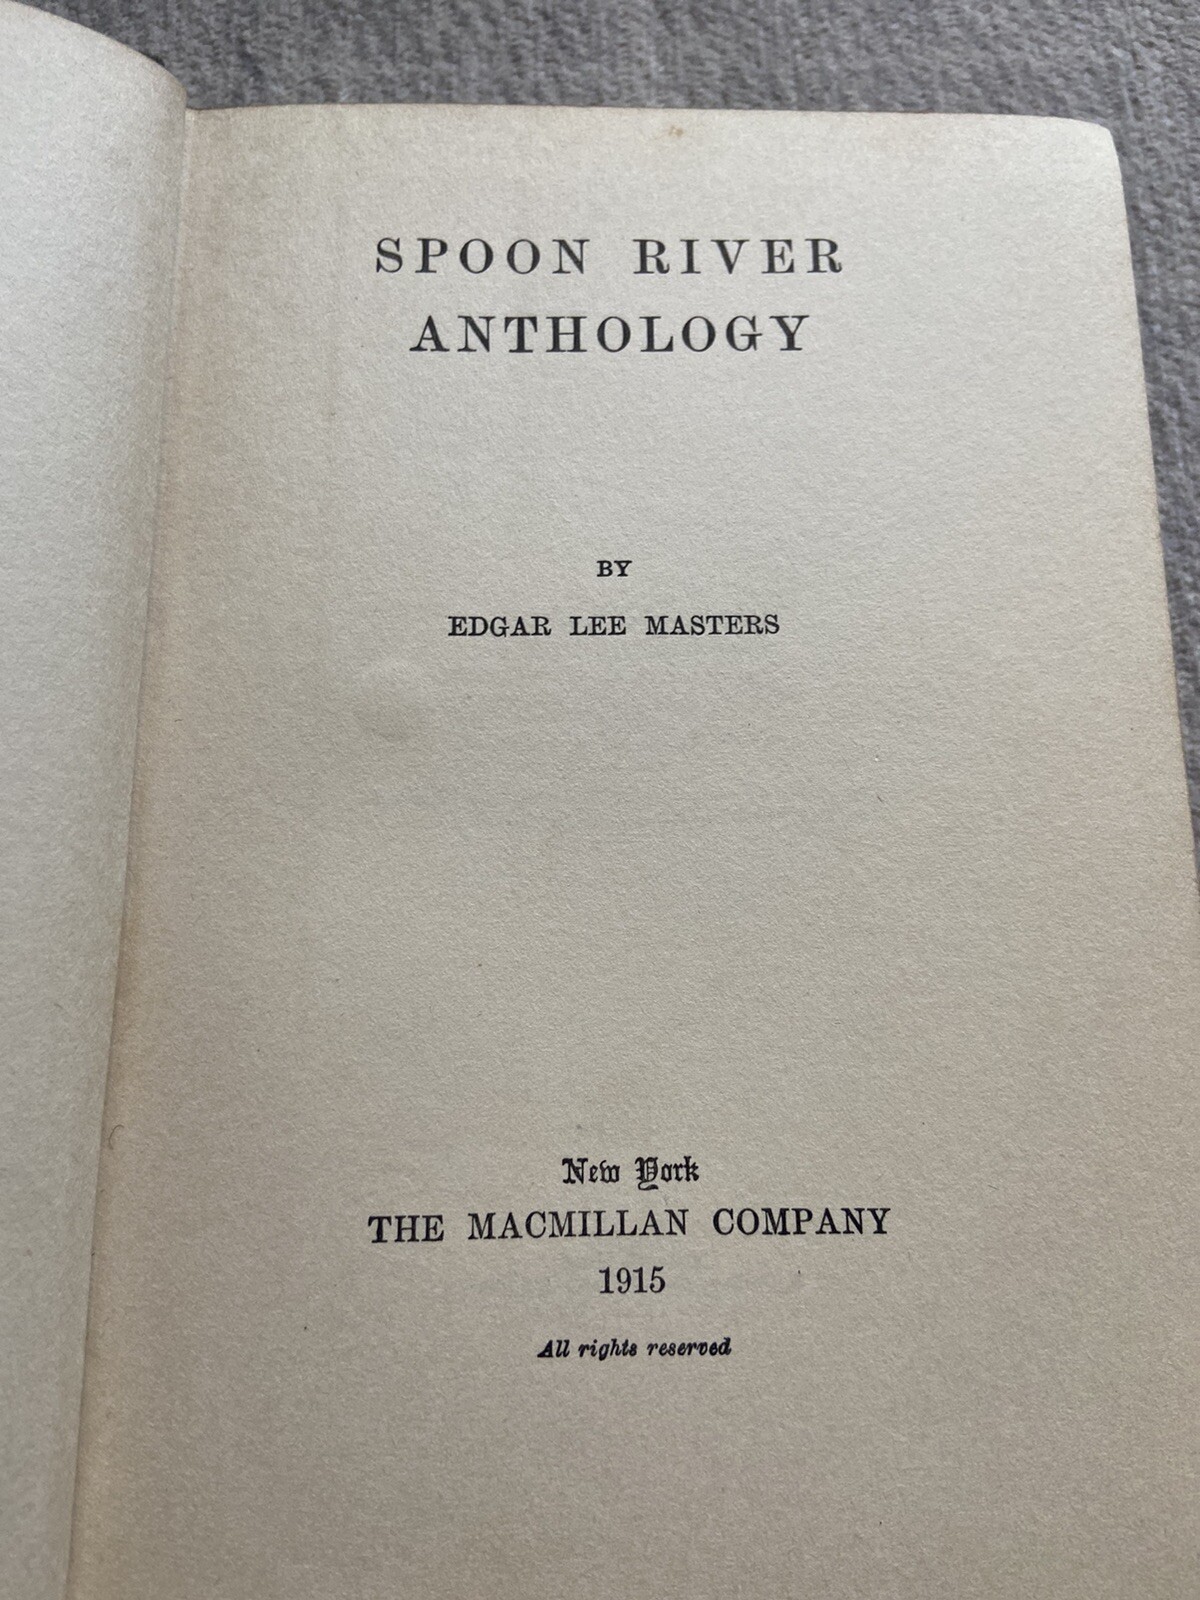 SPOON RIVER
ANTHOLOGY
BY
EDGAR LEE MASTERS
New York
THE MACMILLAN COMPANY
1915
All rights reserved